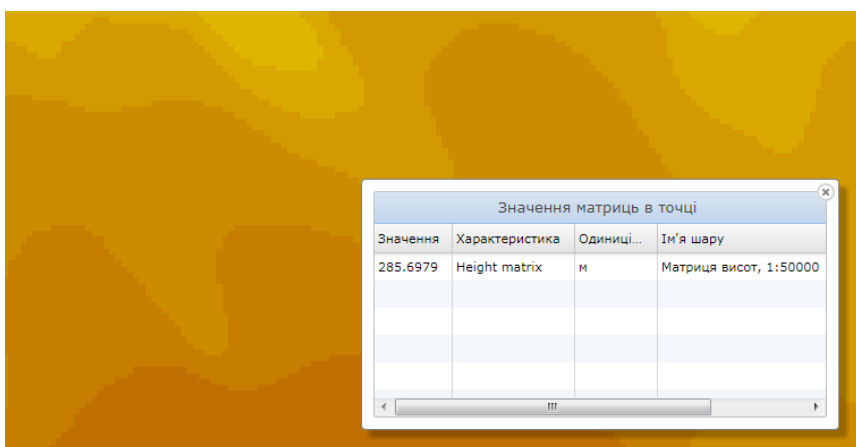 Значення матриць в точці
Значення Характеристика Одиниці... Ім'я шару
285.6979 Height matrix м Матриця висот, 1:50000